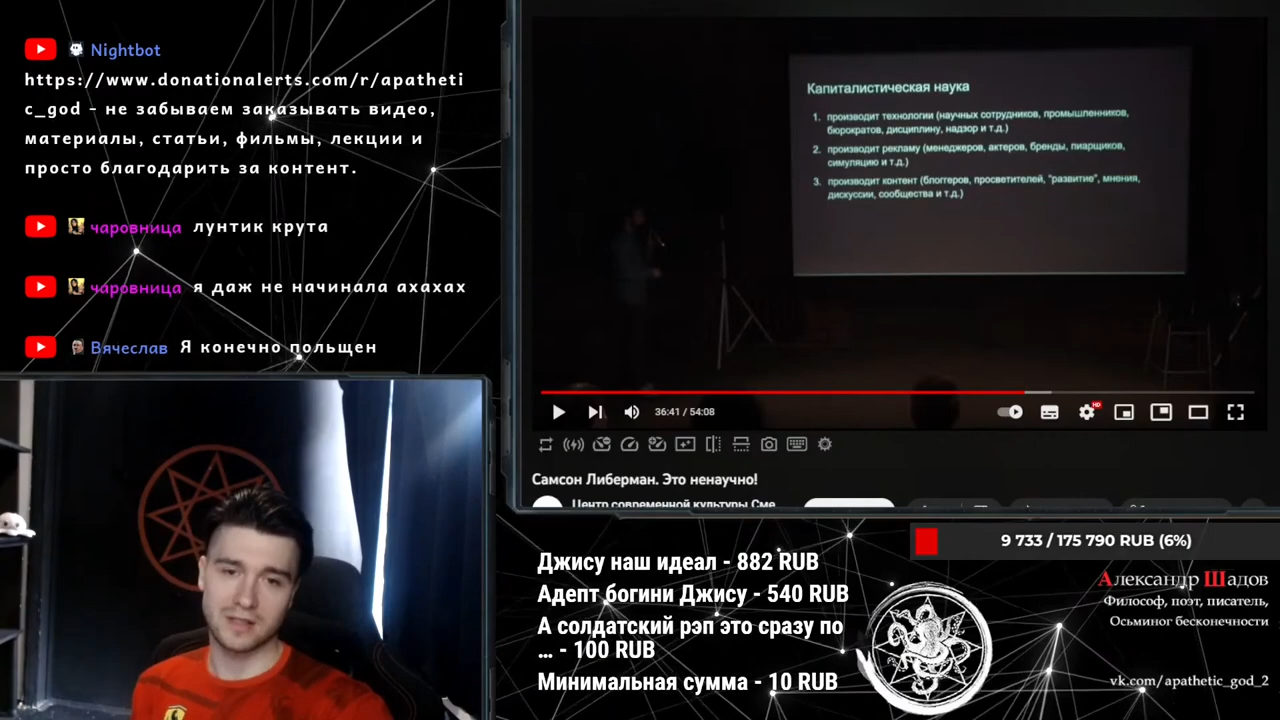 Nightbot
https://www.donationalerts.com/r/apatheti
c_god - не забываем заказывать видео,
материалы, статьи, фильмы, лекции и
просто благодарить за контент.
чаровница лунтик крута
чаровница я даж не начинала ахахах
Вячеслав Я конечно польщен
Капиталистическая наука
1. производит технологии (научных сотрудников, промышленников,
бюрократов, дисциплину, надзор и т.д.)
2. производит рекламу (менеджеров, актеров, бренды, пиарщиков,
симуляцию и т.д.)
3. производит контент (блоггеров, просветителей, "развитие", мнения,
дискуссии, сообщества и т.д.)
36:41 / 54:08
HD
Самсон Либерман. Это ненаучно!
Центр современной культуры Сме
9 733 / 175 790 RUB (6%)
Джису наш идеал - 882 RUB
Адепт богини Джису - 540 RUB
А солдатский рэп это сразу по
... - 100 RUB
Минимальная сумма - 10 RUB
Александр Шадов
Философ, поэт, писатель,
Осьминог бесконечности
vk.com/apathetic_god_2